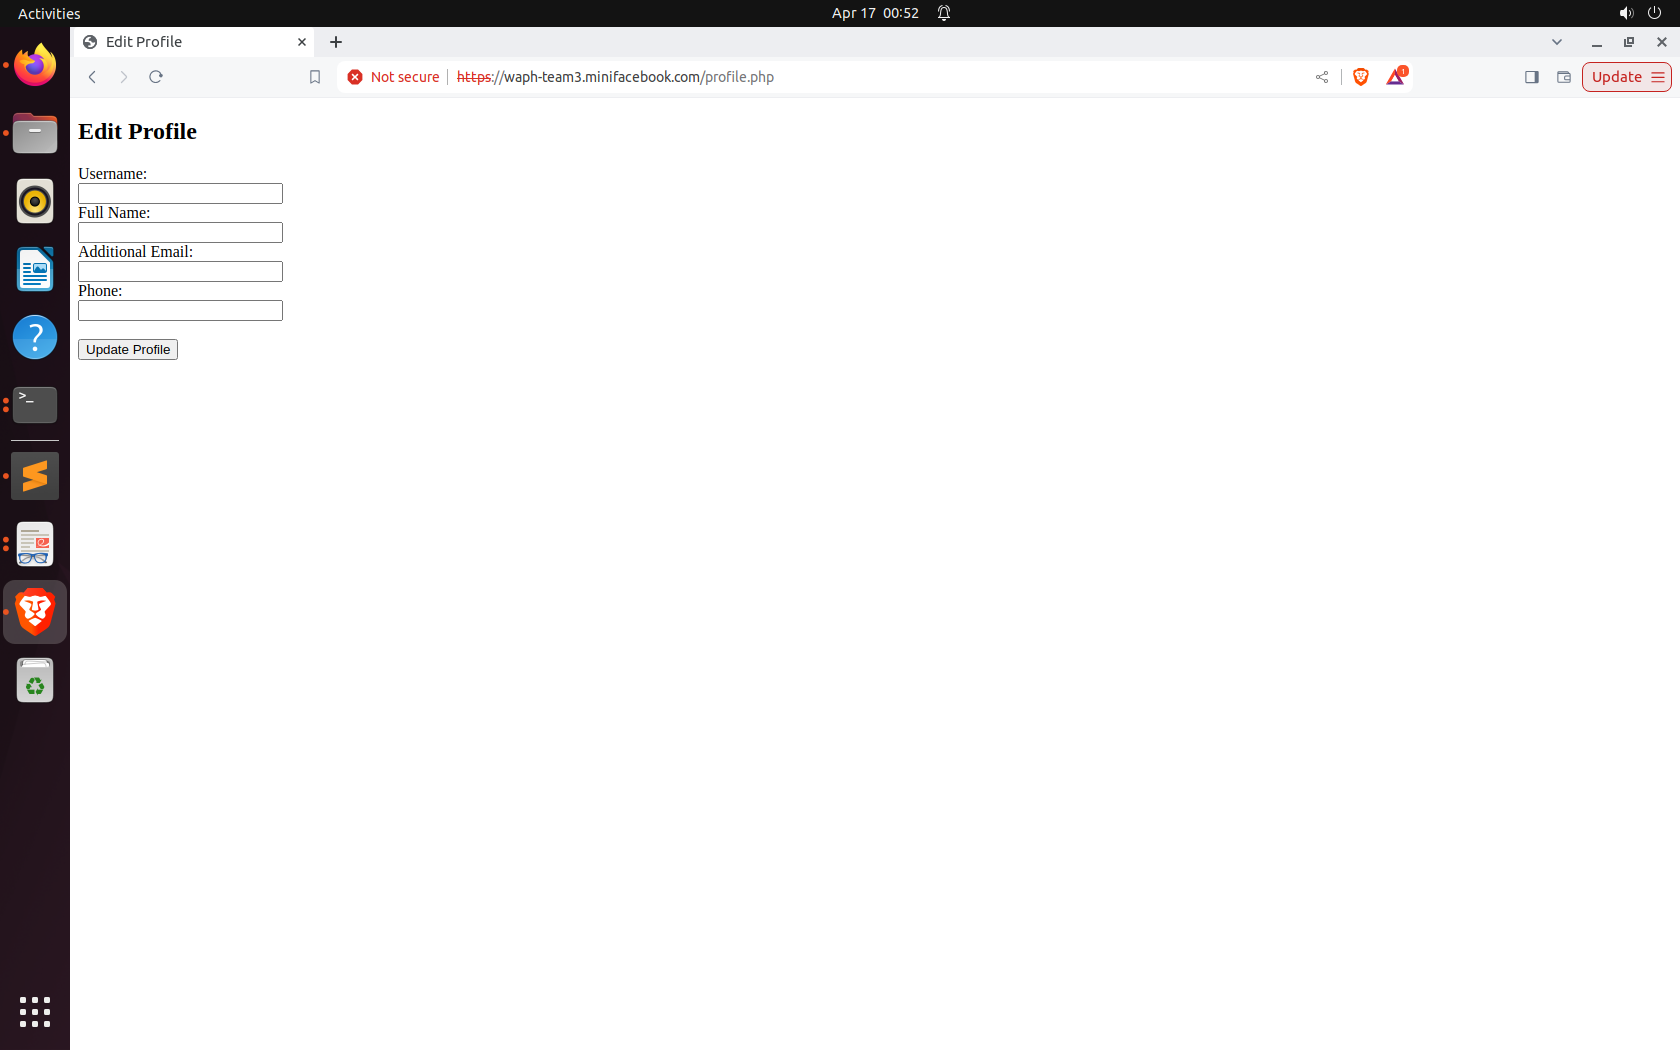 Activities
Apr 17 00:52
Edit Profile
Not secure
https://waph-team3.minifacebook.com/profile.php
1
Update
Edit Profile
Username:
Full Name:
Additional Email:
Phone:
Update Profile
?
>_